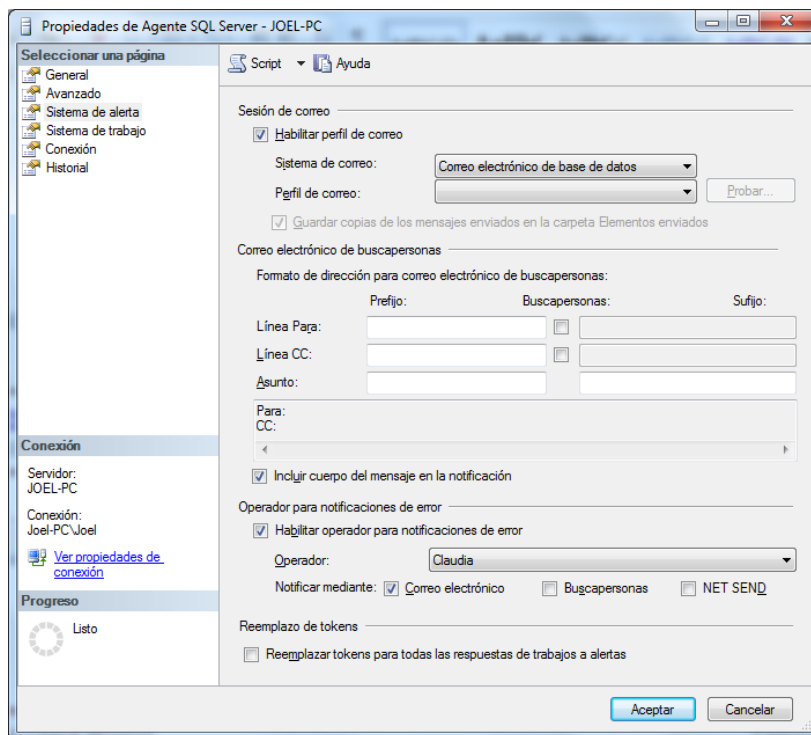 Propiedades de Agente SQL Server - JOEL-PC
Seleccionar una página
General
Avanzado
Sistema de alerta
Sistema de trabajo
Conexión
Historial
Script Ayuda
Sesión de correo
Habilitar perfil de correo
Sistema de correo: Correo electrónico de base de datos
Perfil de correo: Probar...
Guardar copias de los mensajes enviados en la carpeta Elementos enviados
Correo electrónico de buscapersonas
Formato de dirección para correo electrónico de buscapersonas:
Prefijo: Buscapersonas: Sufijo:
Línea Para:
Línea CC:
Asunto:
Para:
CC:
Incluir cuerpo del mensaje en la notificación
Operador para notificaciones de error
Habilitar operador para notificaciones de error
Operador: Claudia
Notificar mediante: Correo electrónico Buscapersonas NET SEND
Reemplazo de tokens
Reemplazar tokens para todas las respuestas de trabajos a alertas
Conexión
Servidor:
JOEL-PC
Conexión:
Joel-PC\Joel
Ver propiedades de
conexión
Progreso
Listo
Aceptar Cancelar